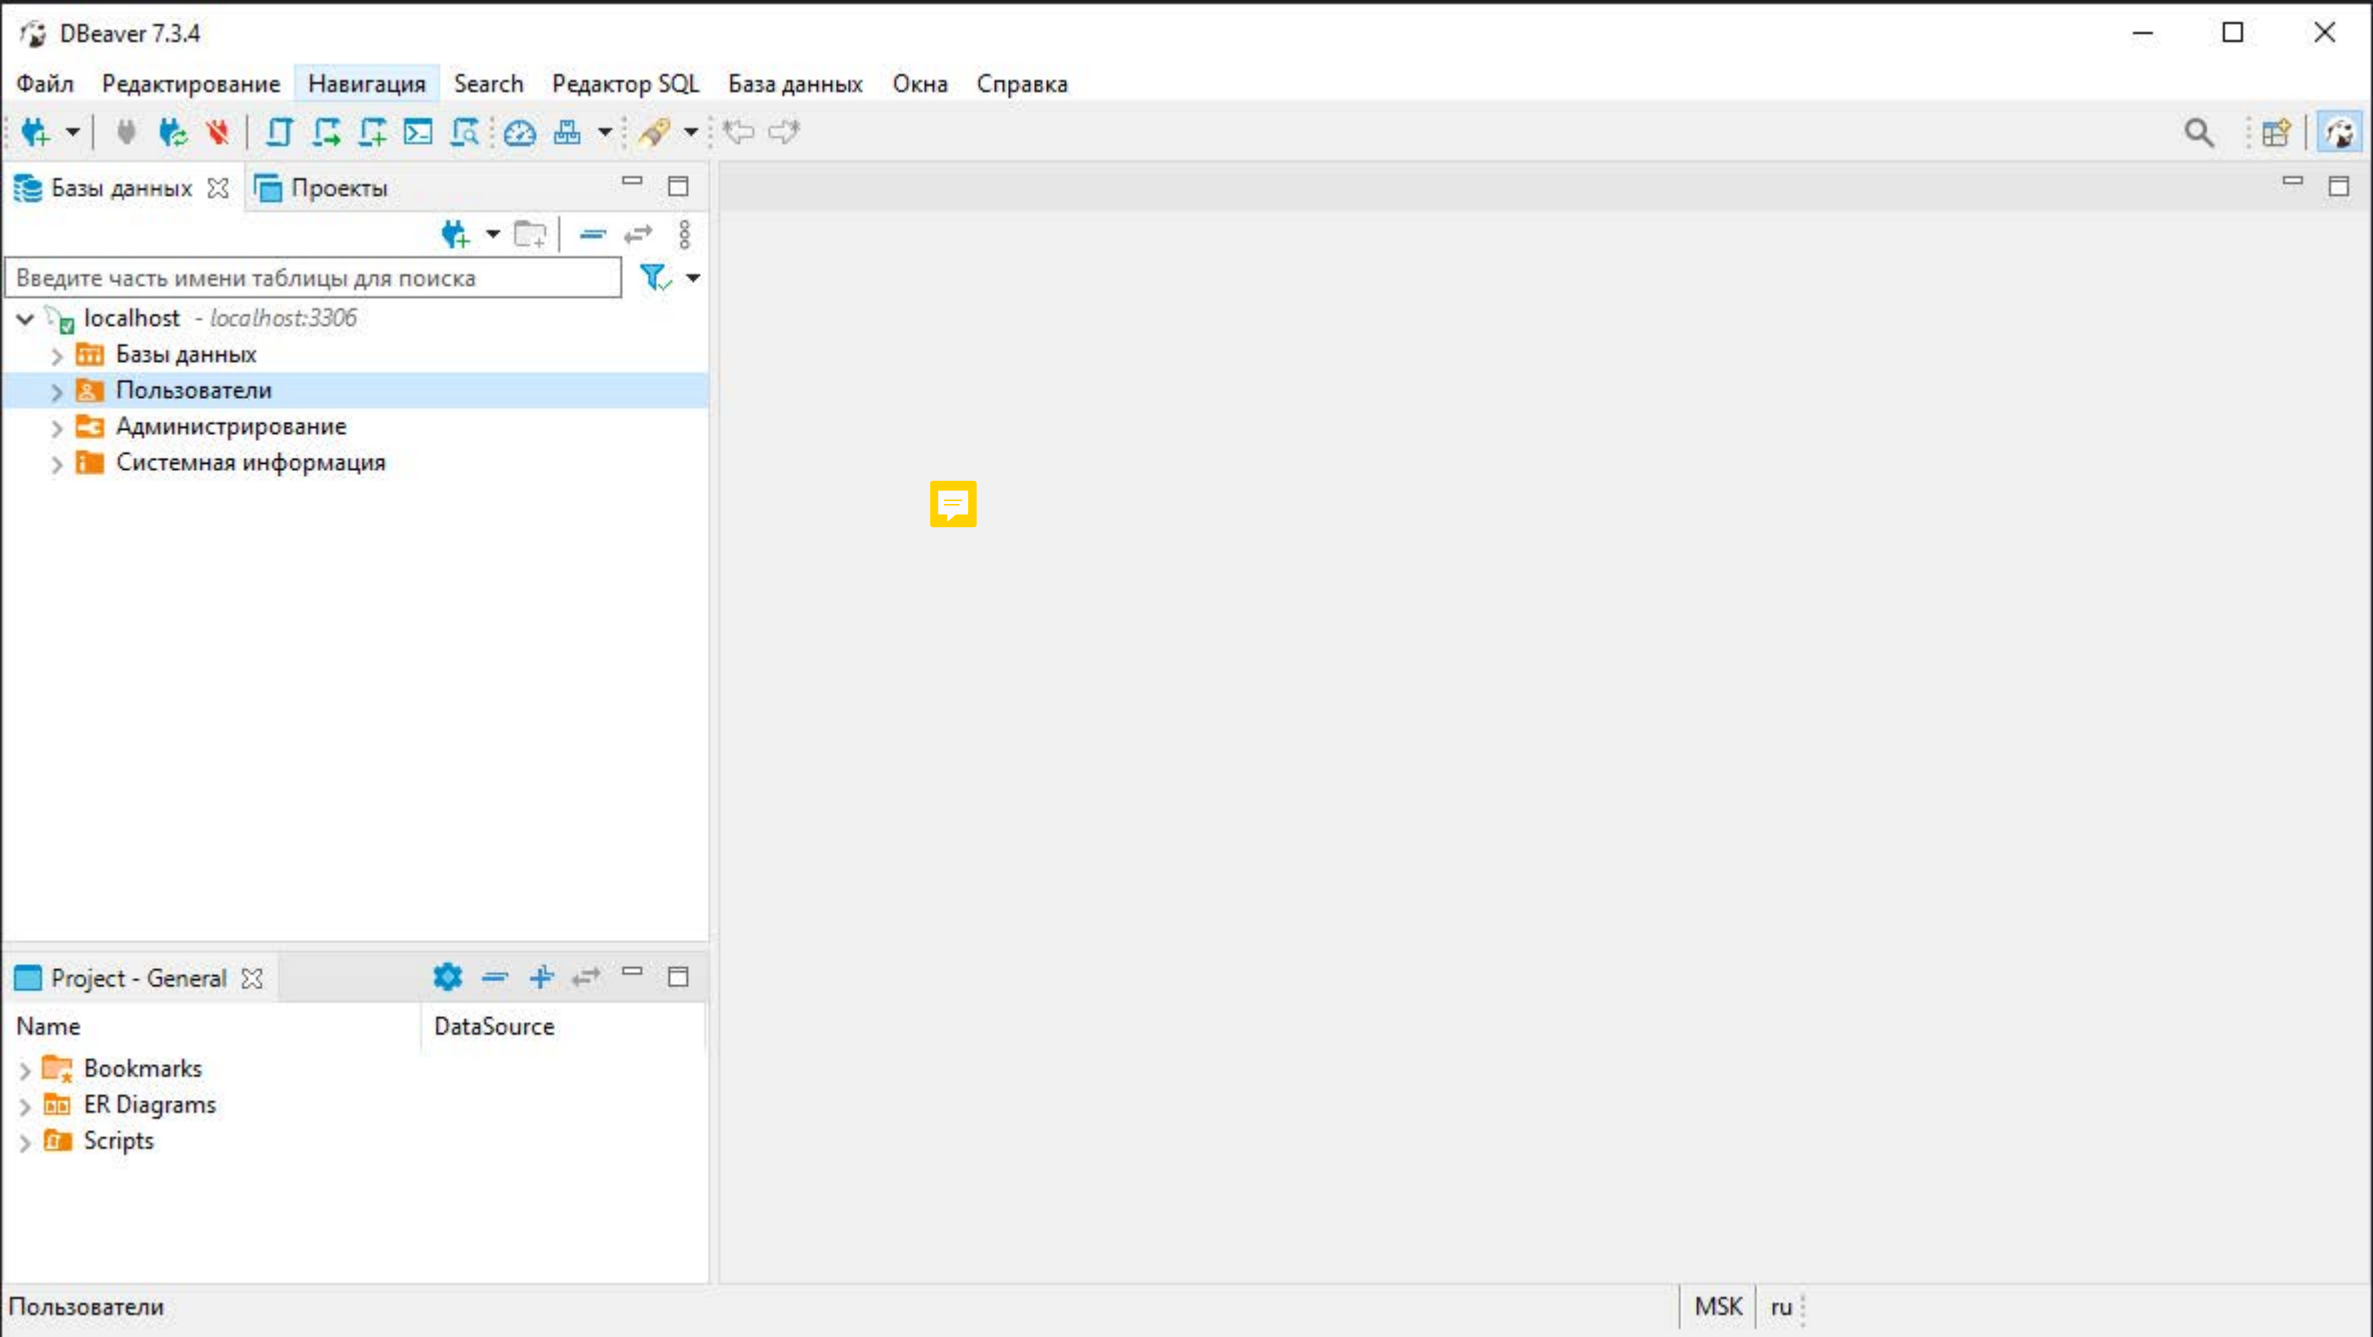 DBeaver 7.3.4
Файл Редактирование Навигация Search Редактор SQL База данных Окна Справка
Базы данных Проекты
Введите часть имени таблицы для поиска
localhost - localhost:3306
Базы данных
Пользователи
Администрирование
Системная информация
Project - General
Name DataSource
Bookmarks
ER Diagrams
Scripts
Пользователи MSK ru